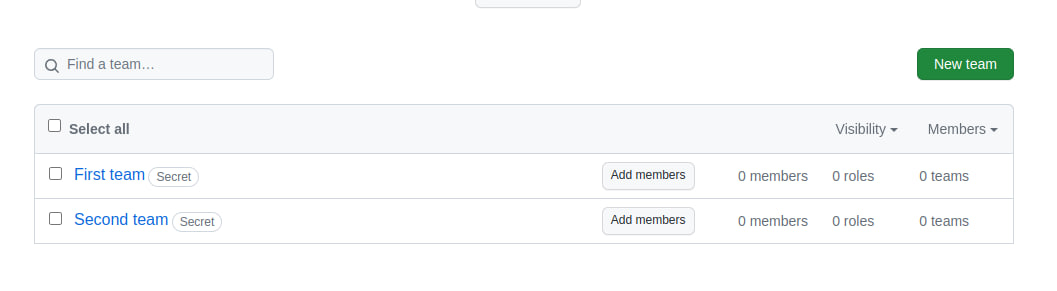 Find a team…
New team
Select all
Visibility
Members
First team
Secret
Add members
0 members
0 roles
0 teams
Second team
Secret
Add members
0 members
0 roles
0 teams